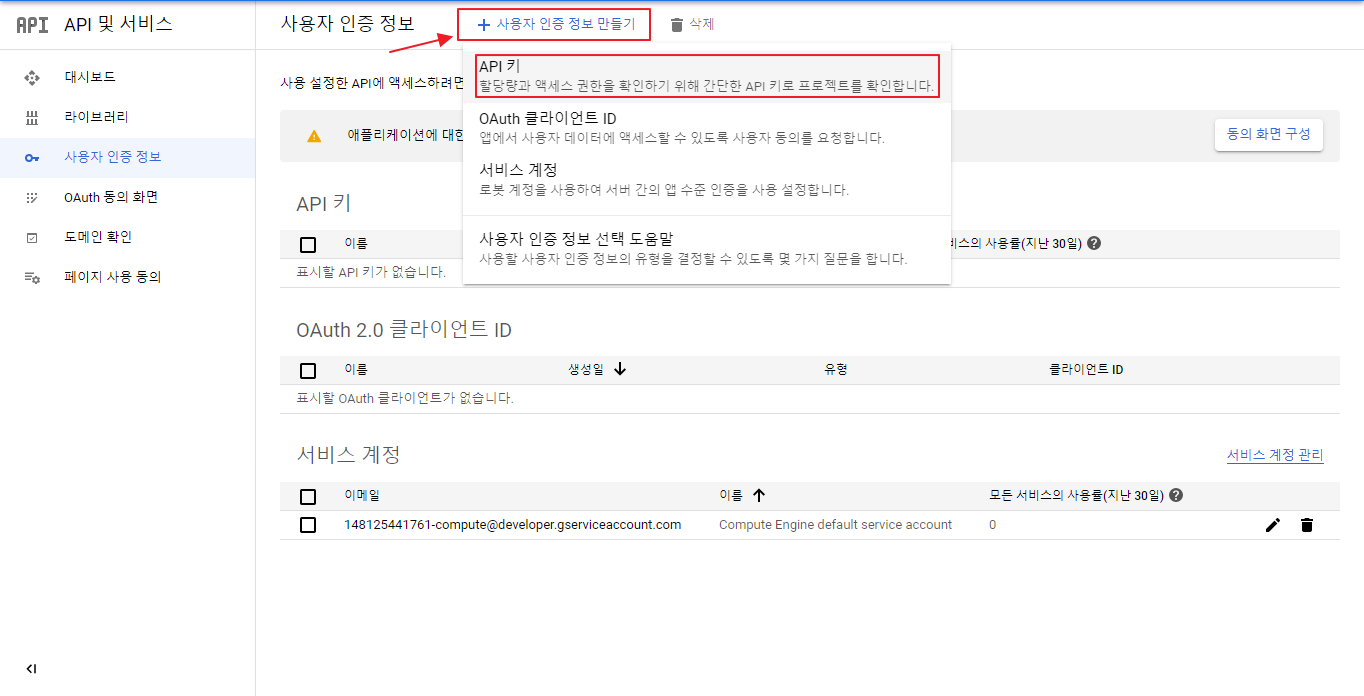 API API 및 서비스
사용자 인증 정보
+ 사용자 인증 정보 만들기
삭제
대시보드
라이브러리
사용자 인증 정보
OAuth 동의 화면
도메인 확인
페이지 사용 동의
사용 설정한 API에 액세스하려면
애플리케이션에 대한
동의 화면 구성
API 키
할당량과 액세스 권한을 확인하기 위해 간단한 API 키로 프로젝트를 확인합니다.
OAuth 클라이언트 ID
앱에서 사용자 데이터에 액세스할 수 있도록 사용자 동의를 요청합니다.
서비스 계정
로봇 계정을 사용하여 서버 간의 앱 수준 인증을 사용 설정합니다.
사용자 인증 정보 선택 도움말
사용할 사용자 인증 정보의 유형을 결정할 수 있도록 몇 가지 질문을 합니다.
API 키
이름
비스의 사용률(지난 30일)
표시할 API 키가 없습니다.
OAuth 2.0 클라이언트 ID
이름 생성일 유형 클라이언트 ID
표시할 OAuth 클라이언트가 없습니다.
서비스 계정
서비스 계정 관리
이메일 이름 모든 서비스의 사용률(지난 30일)
148125441761-compute@developer.gserviceaccount.com Compute Engine default service account 0